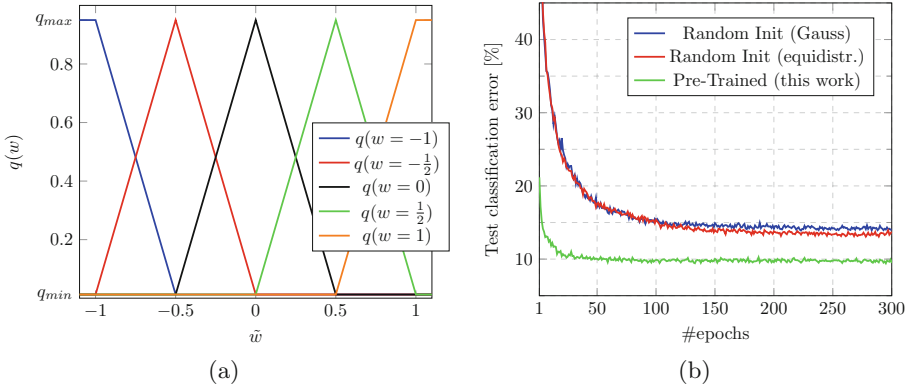 q_max
0.8
0.6
0.4
0.2
q_min
q(w)
−1
−0.5
0
0.5
1
w̃
q(w = −1)
q(w = −1/2)
q(w = 0)
q(w = 1/2)
q(w = 1)
(a)
Test classification error [%]
40
30
20
10
1
50
100
150
200
250
300
#epochs
Random Init (Gauss)
Random Init (equidistr.)
Pre-Trained (this work)
(b)